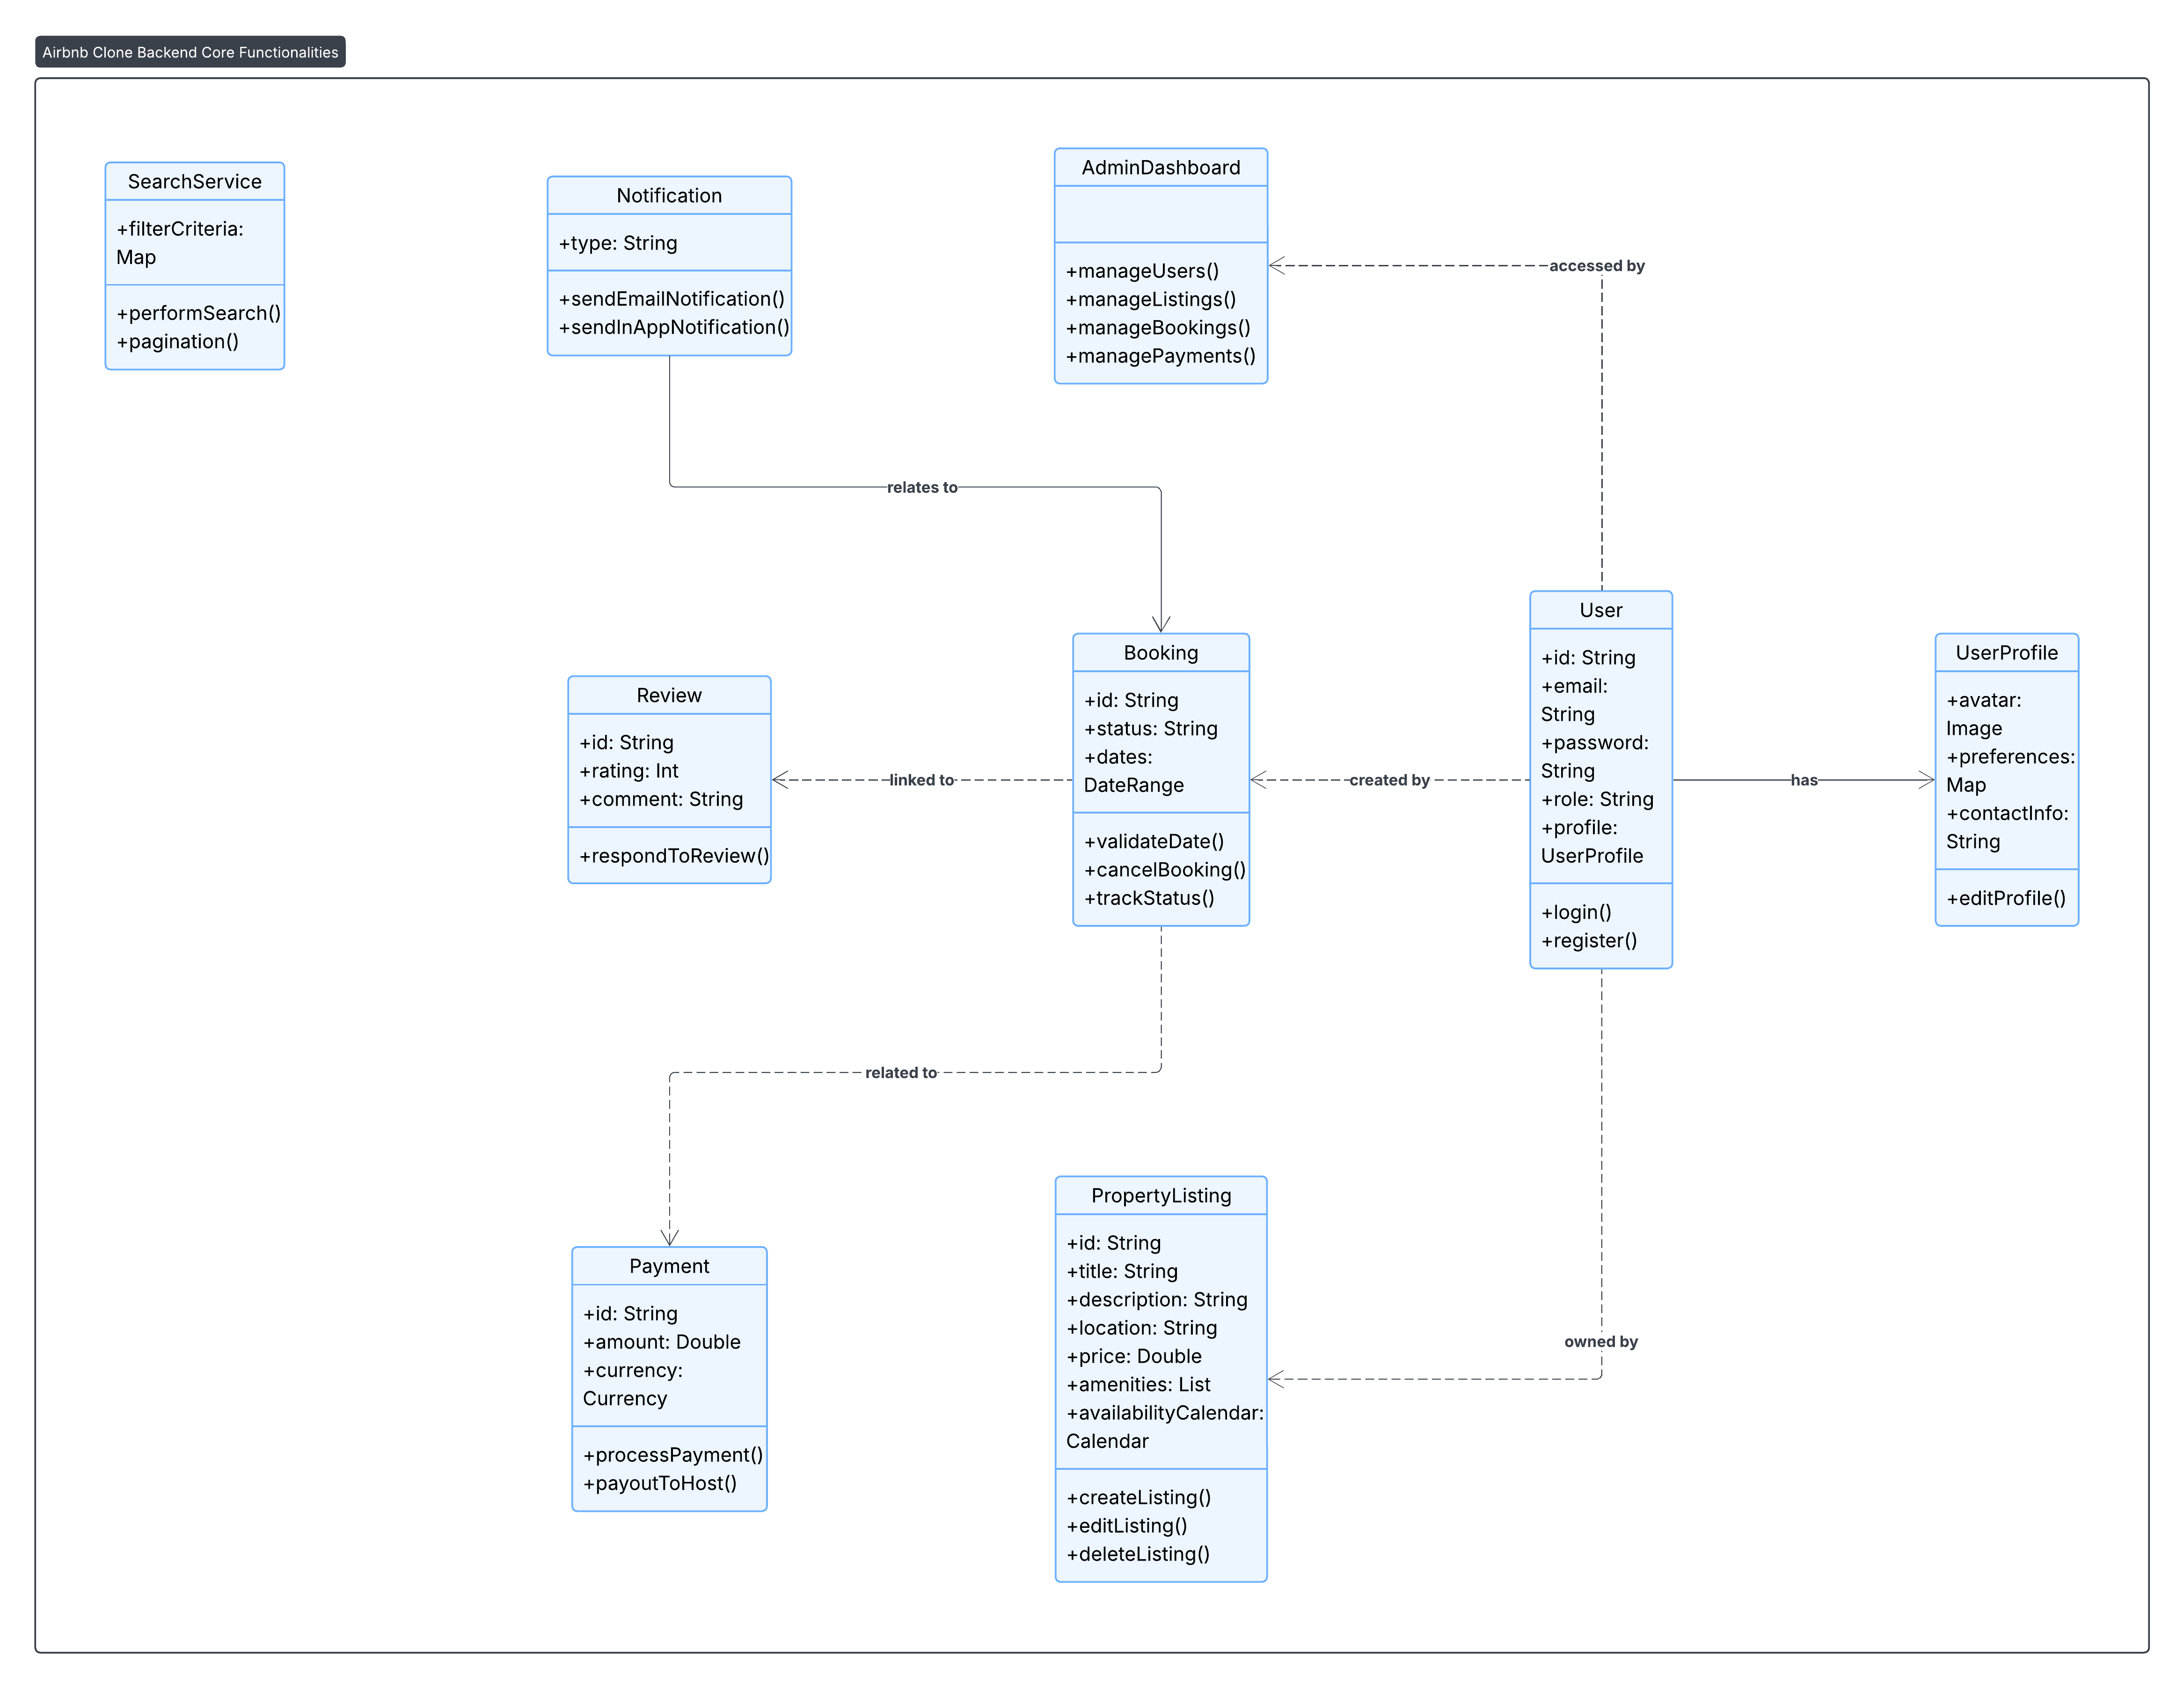 Airbnb Clone Backend Core Functionalities
SearchService
+filterCriteria:
Map
+performSearch()
+pagination()
Notification
+type: String
+sendEmailNotification()
+sendInAppNotification()
AdminDashboard
+manageUsers()
+manageListings()
+manageBookings()
+managePayments()
accessed by
relates to
Review
+id: String
+rating: Int
+comment: String
+respondToReview()
linked to
Booking
+id: String
+status: String
+dates:
DateRange
+validateDate()
+cancelBooking()
+trackStatus()
created by
User
+id: String
+email:
String
+password:
String
+role: String
+profile:
UserProfile
+login()
+register()
has
UserProfile
+avatar:
Image
+preferences:
Map
+contactInfo:
String
+editProfile()
related to
Payment
+id: String
+amount: Double
+currency:
Currency
+processPayment()
+payoutToHost()
PropertyListing
+id: String
+title: String
+description: String
+location: String
+price: Double
+amenities: List
+availabilityCalendar:
Calendar
+createListing()
+editListing()
+deleteListing()
owned by